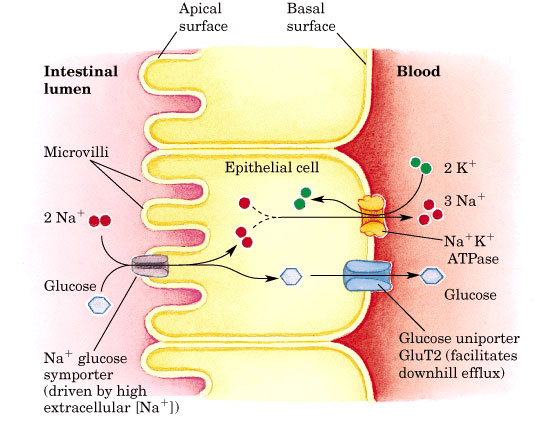 Apical
surface
Basal
surface
Intestinal
lumen
Blood
Microvilli
Epithelial cell
2 K+
2 Na+
3 Na+
Na+K+
ATPase
Glucose
Glucose
Na+ glucose
symporter
(driven by high
extracellular [Na+])
Glucose uniporter
GluT2 (facilitates
downhill efflux)